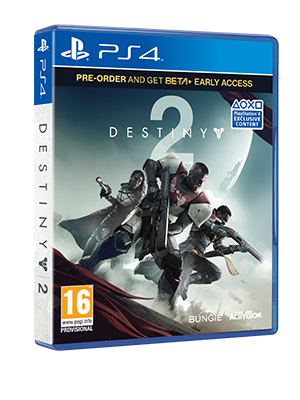 PS4
PRE-ORDER AND GET BETA+ EARLY ACCESS
PlayStation 4
EXCLUSIVE
CONTENT
2
DESTINY
16
www.pegi.info
PROVISIONAL
BUNGIE
ACTIVISION
PS4
DESTINY 2